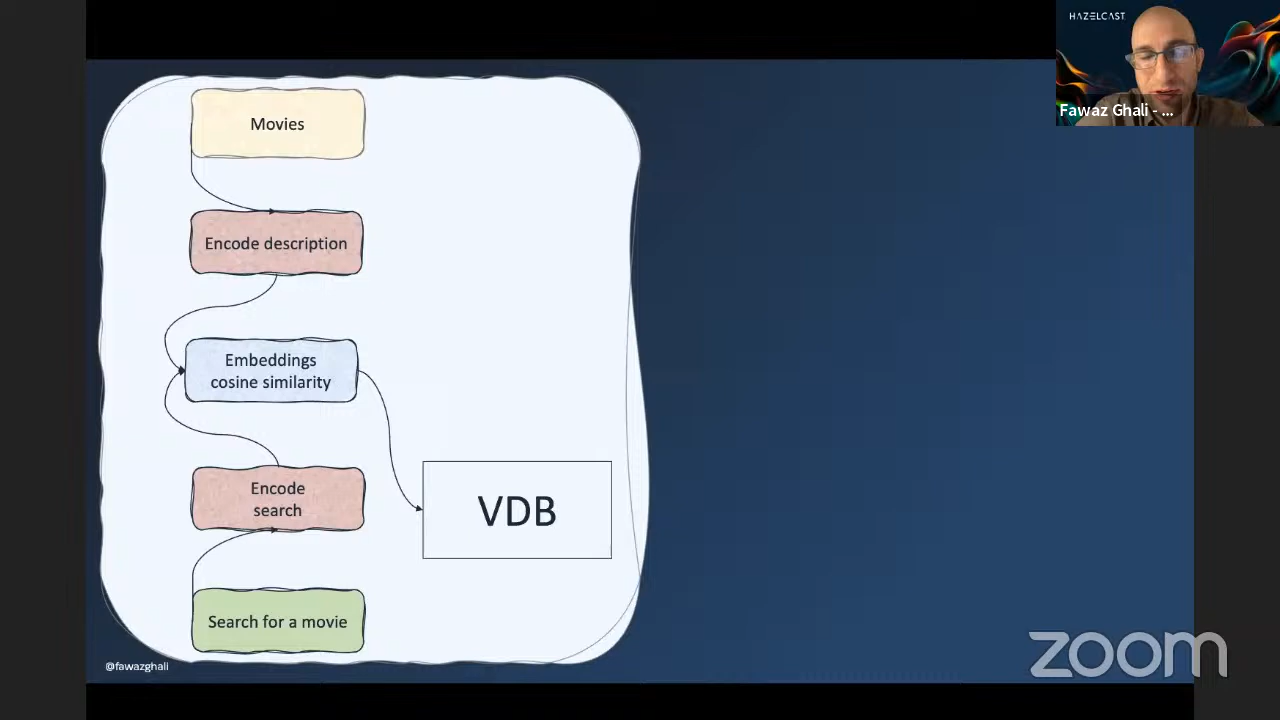 HAZELCAST
Fawaz Ghali - ...
Movies
Encode description
Embeddings
cosine similarity
Encode
search
VDB
Search for a movie
@fawazghali
zoom